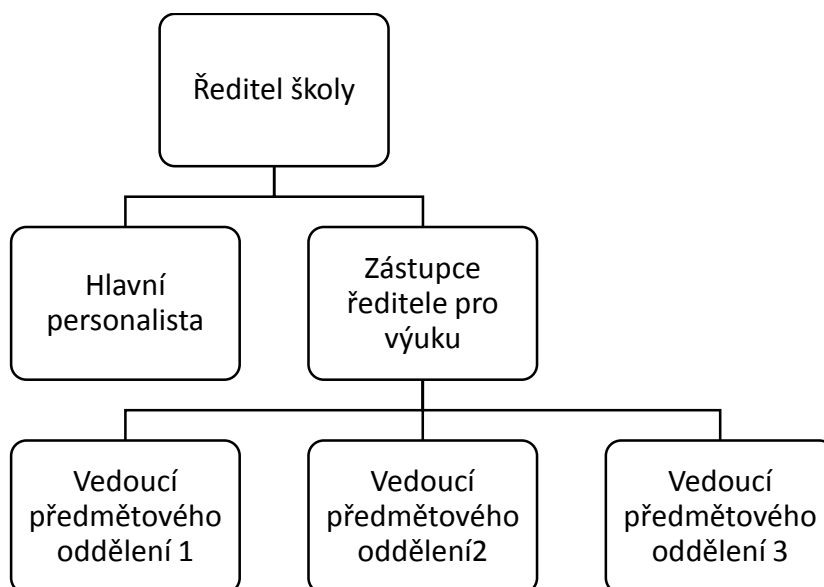 Ředitel školy
Hlavní
personalista
Zástupce
ředitele pro
výuku
Vedoucí
předmětového
oddělení 1
Vedoucí
předmětového
oddělení2
Vedoucí
předmětového
oddělení 3